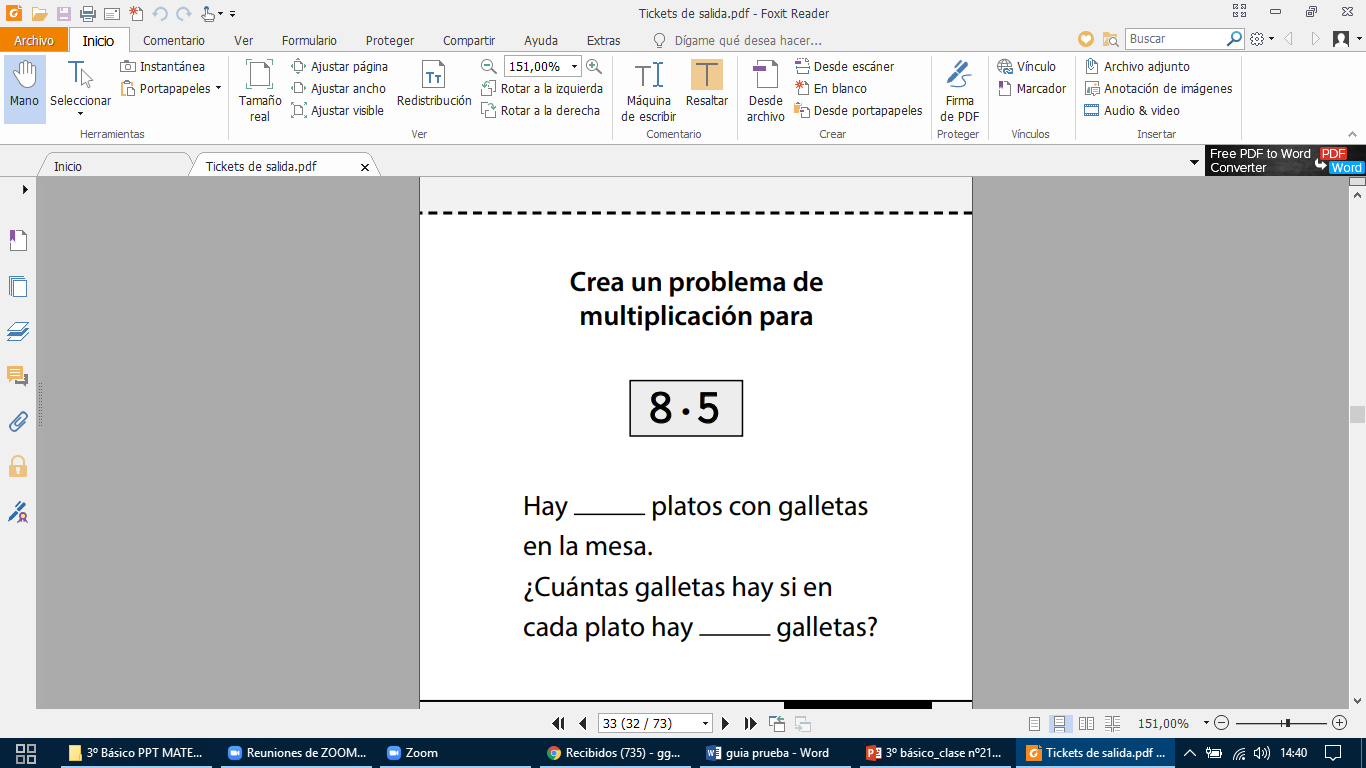 Tickets de salida.pdf - Foxit Reader
Archivo Inicio Comentario Ver Formulario Proteger Compartir Ayuda Extras Dígame qué desea hacer... Buscar
Mano
Seleccionar
Instantánea
Portapapeles
Herramientas
Tamaño real
Ajustar página
Ajustar ancho
Ajustar visible
Redistribución
151,00%
Rotar a la izquierda
Rotar a la derecha
Ver
Máquina de escribir
Resaltar
Comentario
Desde archivo
Desde escáner
En blanco
Desde portapapeles
Crear
Firma de PDF
Proteger
Vínculo
Marcador
Vínculos
Archivo adjunto
Anotación de imágenes
Audio & video
Insertar
Inicio Tickets de salida.pdf
Free PDF to Word PDF
Converter Word
Crea un problema de
multiplicación para
8 · 5
Hay ______ platos con galletas
en la mesa.
¿Cuántas galletas hay si en
cada plato hay ______ galletas?
33 (32 / 73) 151,00%
3º Básico PPT MATE... Reuniones de ZOOM... Zoom Recibidos (735) - gg... guia prueba - Word 3º básico_clase nº21... Tickets de salida.pdf ... 14:40